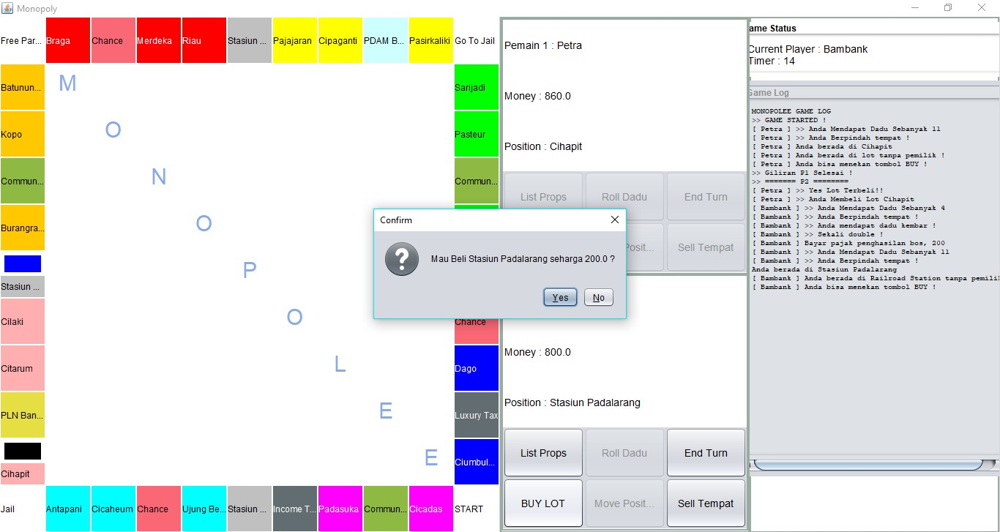 Monopoly
Free Par... Braga Chance Merdeka Riau Stasiun ... Pajajaran Cipaganti PDAM B... Pasirkaliki Go To Jail
Batunun... M Sarijadi
Kopo O Pasteur
Commun... N Commun...
Burangra... O
P
Stasiun ...
Cilaki O Chance
Citarum L Dago
PLN Ban... E Luxury Tax
E Ciumbul...
Cihapit
Jail Antapani Cicaheum Chance Ujung Be... Stasiun ... Income T... Padasuka Commun... Cicadas START
Pemain 1 : Petra
Money : 860.0
Position : Cihapit
List Props Roll Dadu End Turn
Posit... Sell Tempat
Confirm
Mau Beli Stasiun Padalarang seharga 200.0 ?
Yes No
Money : 800.0
Position : Stasiun Padalarang
List Props Roll Dadu End Turn
BUY LOT Move Posit... Sell Tempat
ame Status
Current Player : Bambank
Timer : 14
Game Log
MONOPOLEE GAME LOG
>> GAME STARTED !
[ Petra ] >> Anda Mendapat Dadu Sebanyak 11
[ Petra ] >> Anda Berpindah tempat !
[ Petra ] Anda berada di Cihapit
[ Petra ] Anda berada di lot tanpa pemilik !
[ Petra ] Anda bisa menekan tombol BUY !
>> Giliran P1 Selesai !
>> ======= P2 ========
[ Petra ] >> Yes Lot Terbeli!!
[ Petra ] >> Anda Membeli Lot Cihapit
[ Bambank ] >> Anda Mendapat Dadu Sebanyak 4
[ Bambank ] >> Anda Berpindah tempat !
[ Bambank ] >> Anda mendapat dadu kembar !
[ Bambank ] >> Sekali double !
[ Bambank ] Bayar pajak penghasilan bos, 200
[ Bambank ] >> Anda Mendapat Dadu Sebanyak 11
[ Bambank ] >> Anda Berpindah tempat !
Anda berada di Stasiun Padalarang
[ Bambank ] Anda berada di Railroad Station tanpa pemilik
[ Bambank ] Anda bisa menekan tombol BUY !